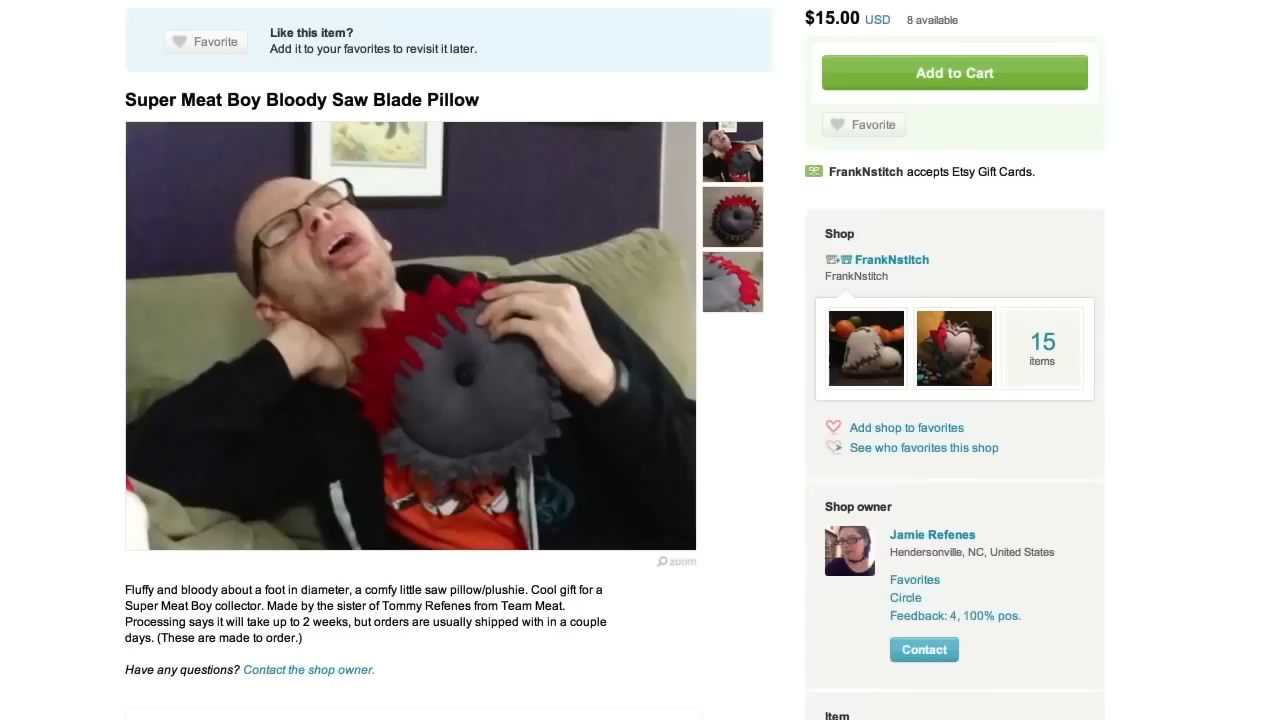 Favorite
Like this item?
Add it to your favorites to revisit it later.
Super Meat Boy Bloody Saw Blade Pillow
zoom
Fluffy and bloody about a foot in diameter, a comfy little saw pillow/plushie. Cool gift for a
Super Meat Boy collector. Made by the sister of Tommy Refenes from Team Meat.
Processing says it will take up to 2 weeks, but orders are usually shipped with in a couple
days. (These are made to order.)
Have any questions? Contact the shop owner.
$15.00 USD 8 available
Add to Cart
Favorite
FrankNstitch accepts Etsy Gift Cards.
Shop
FrankNstitch
FrankNstitch
15
items
Add shop to favorites
See who favorites this shop
Shop owner
Jamie Refenes
Hendersonville, NC, United States
Favorites
Circle
Feedback: 4, 100% pos.
Contact
Item